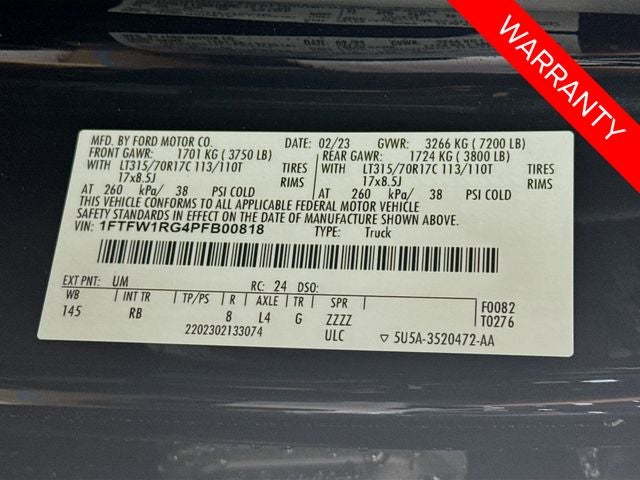 WARRANTY
MFD. BY FORD MOTOR CO. DATE: 02/23 GVWR: 3266 KG ( 7200 LB)
FRONT GAWR: 1701 KG ( 3750 LB) REAR GAWR: 1724 KG ( 3800 LB)
WITH LT315/70R17C 113/110T TIRES WITH LT315/70R17C 113/110T TIRES
17x8.5J RIMS 17x8.5J RIMS
AT 260 kPa/ 38 PSI COLD AT 260 kPa/ 38 PSI COLD
THIS VEHICLE CONFORMS TO ALL APPLICABLE FEDERAL MOTOR VEHICLE
SAFETY STANDARDS IN EFFECT ON THE DATE OF MANUFACTURE SHOWN ABOVE.
VIN: 1FTFW1RG4PFB00818 TYPE: Truck
EXT PNT: UM RC: 24 DSO:
WB INT TR TP/PS R AXLE TR SPR F0082
145 RB 8 L4 G ZZZZ T0276
2202302133074 ULC ▽ 5U5A-3520472-AA